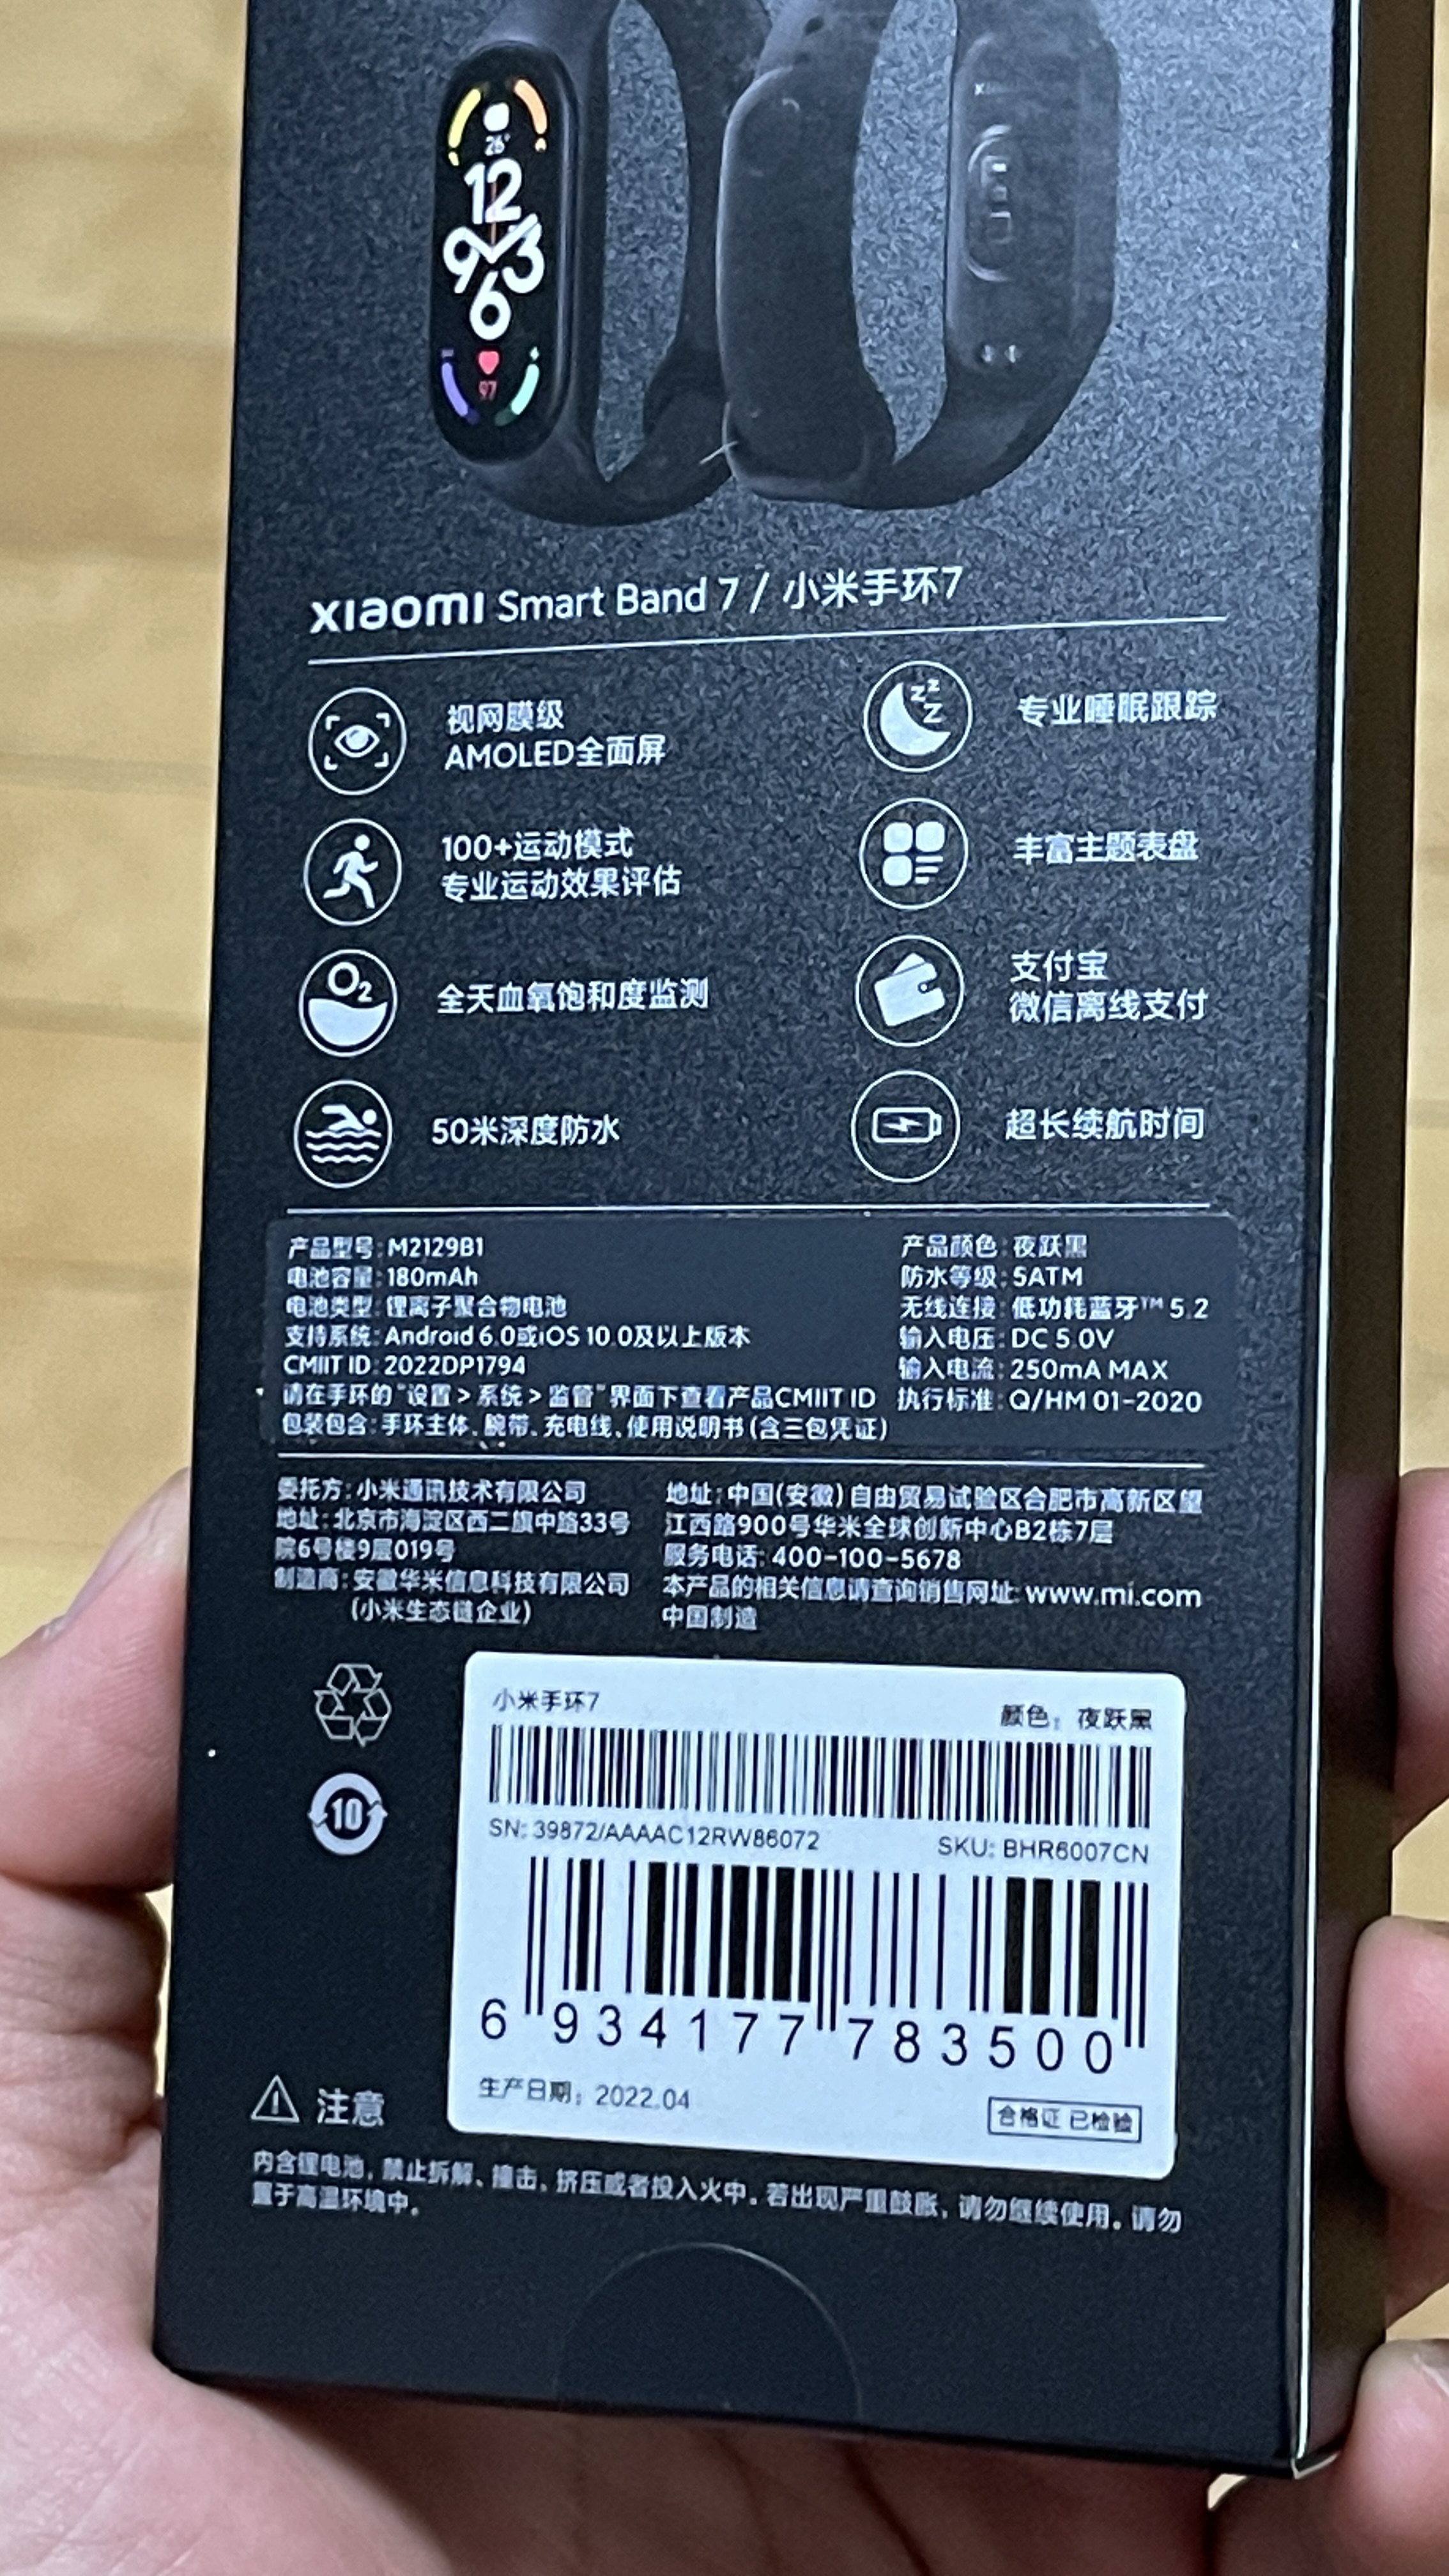 26°
12
9 3
6
97
xiaomi Smart Band 7 / 小米手环7
视网膜级
AMOLED全面屏
专业睡眠跟踪
100+运动模式
专业运动效果评估
丰富主题表盘
O2
全天血氧饱和度监测
支付宝
微信离线支付
50米深度防水
超长续航时间
产品型号: M2129B1
电池容量: 180mAh
电池类型: 锂离子聚合物电池
支持系统: Android 6.0或iOS 10.0及以上版本
CMIIT ID: 2022DP1794
请在手环的“设置 > 系统 > 监管”界面下查看产品CMIIT ID
包装包含: 手环主体、腕带、充电线、使用说明书 (含三包凭证)
产品颜色: 夜跃黑
防水等级: 5ATM
无线连接: 低功耗蓝牙™ 5.2
输入电压: DC 5.0V
输入电流: 250mA MAX
执行标准: Q/HM 01-2020
委托方: 小米通讯技术有限公司
地址: 北京市海淀区西二旗中路33号
院6号楼9层019号
制造商: 安徽华米信息科技有限公司
(小米生态链企业)
地址: 中国(安徽) 自由贸易试验区合肥市高新区望
江西路900号华米全球创新中心B2栋7层
服务电话: 400-100-5678
本产品的相关信息请查询销售网址: www.mi.com
中国制造
小米手环7
颜色: 夜跃黑
SN: 39872/AAAAC12RW86072
SKU: BHR6007CN
10
6 934177 783500
生产日期: 2022.04
合格证 已检验
注意
内含锂电池, 禁止拆解、撞击、挤压或者投入火中。若出现严重鼓胀, 请勿继续使用。请勿
置于高温环境中。